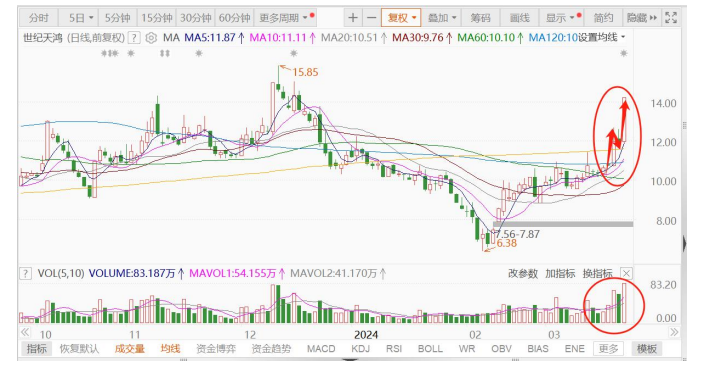 分时 5日 5分钟 15分钟 30分钟 60分钟 更多周期 + − 复权 叠加 筹码 画线 显示 简约 隐藏
世纪天鸿 (日线,前复权) ? MA MA5:11.87↑ MA10:11.11↑ MA20:10.51∧ MA30:9.76↑ MA60:10.10↑ MA120:10设置均线
15.85
14.00
12.00
10.00
8.00
7.56-7.87
6.38
? VOL(5,10) VOLUME:83.187万↑ MAVOL1:54.155万↑ MAVOL2:41.170万↑ 改参数 加指标 换指标
83.20
0.00
10 11 12 2024 02 03
指标 恢复默认 成交量 均线 资金博弈 资金趋势 MACD KDJ RSI BOLL WR OBV BIAS ENE 更多 模板